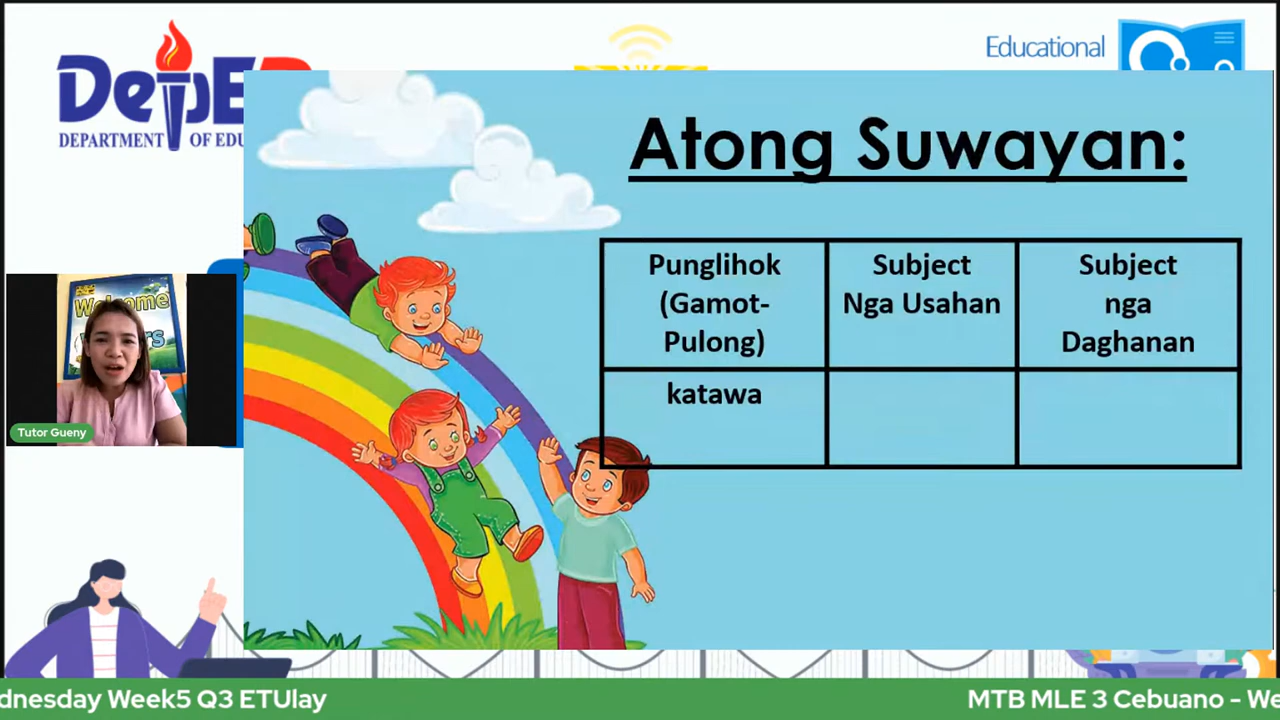 DepE
DEPARTMENT OF EDU
Educational
Atong Suwayan:
Punglihok
(Gamot-
Pulong)
Subject
Nga Usahan
Subject
nga
Daghanan
katawa
Welcome
Tutor Gueny
dnesday Week5 Q3 ETUlay
MTB MLE 3 Cebuano - We